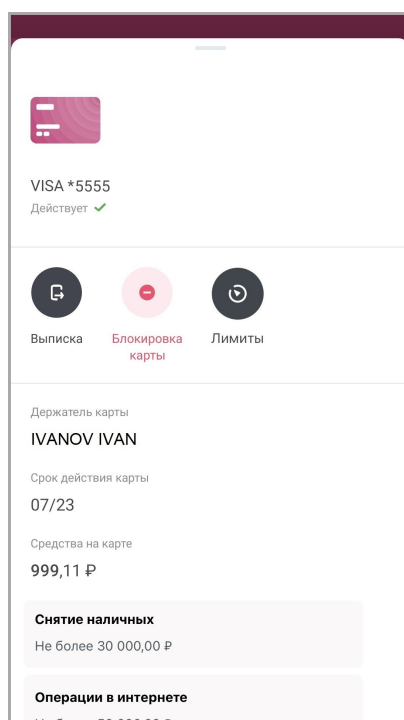 VISA *5555
Действует
Выписка
Блокировка
карты
Лимиты
Держатель карты
IVANOV IVAN
Срок действия карты
07/23
Средства на карте
999,11 ₽
Снятие наличных
Не более 30 000,00 ₽
Операции в интернете